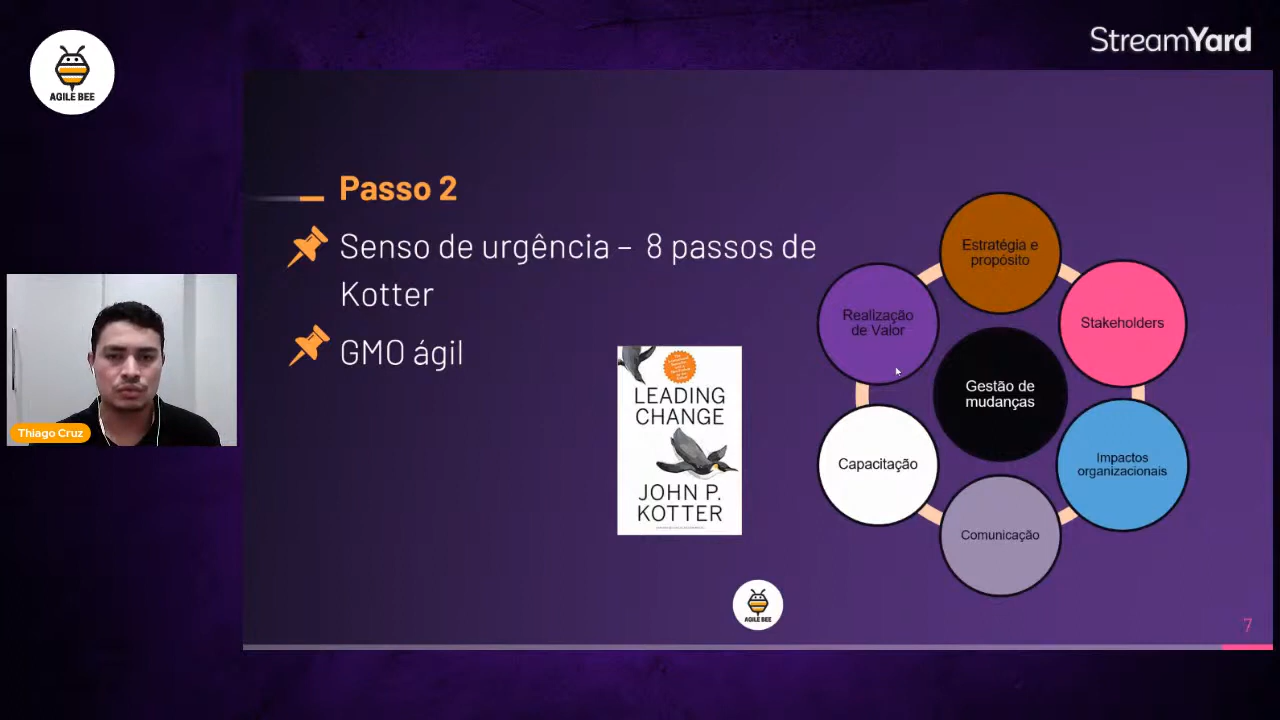 AGILE BEE
StreamYard
Passo 2
Senso de urgência – 8 passos de
Kotter
GMO ágil
LEADING
CHANGE
JOHN P.
KOTTER
Estratégia e
propósito
Stakeholders
Impactos
organizacionais
Comunicação
Capacitação
Realização
de Valor
Gestão de
mudanças
Thiago Cruz
AGILE BEE
7